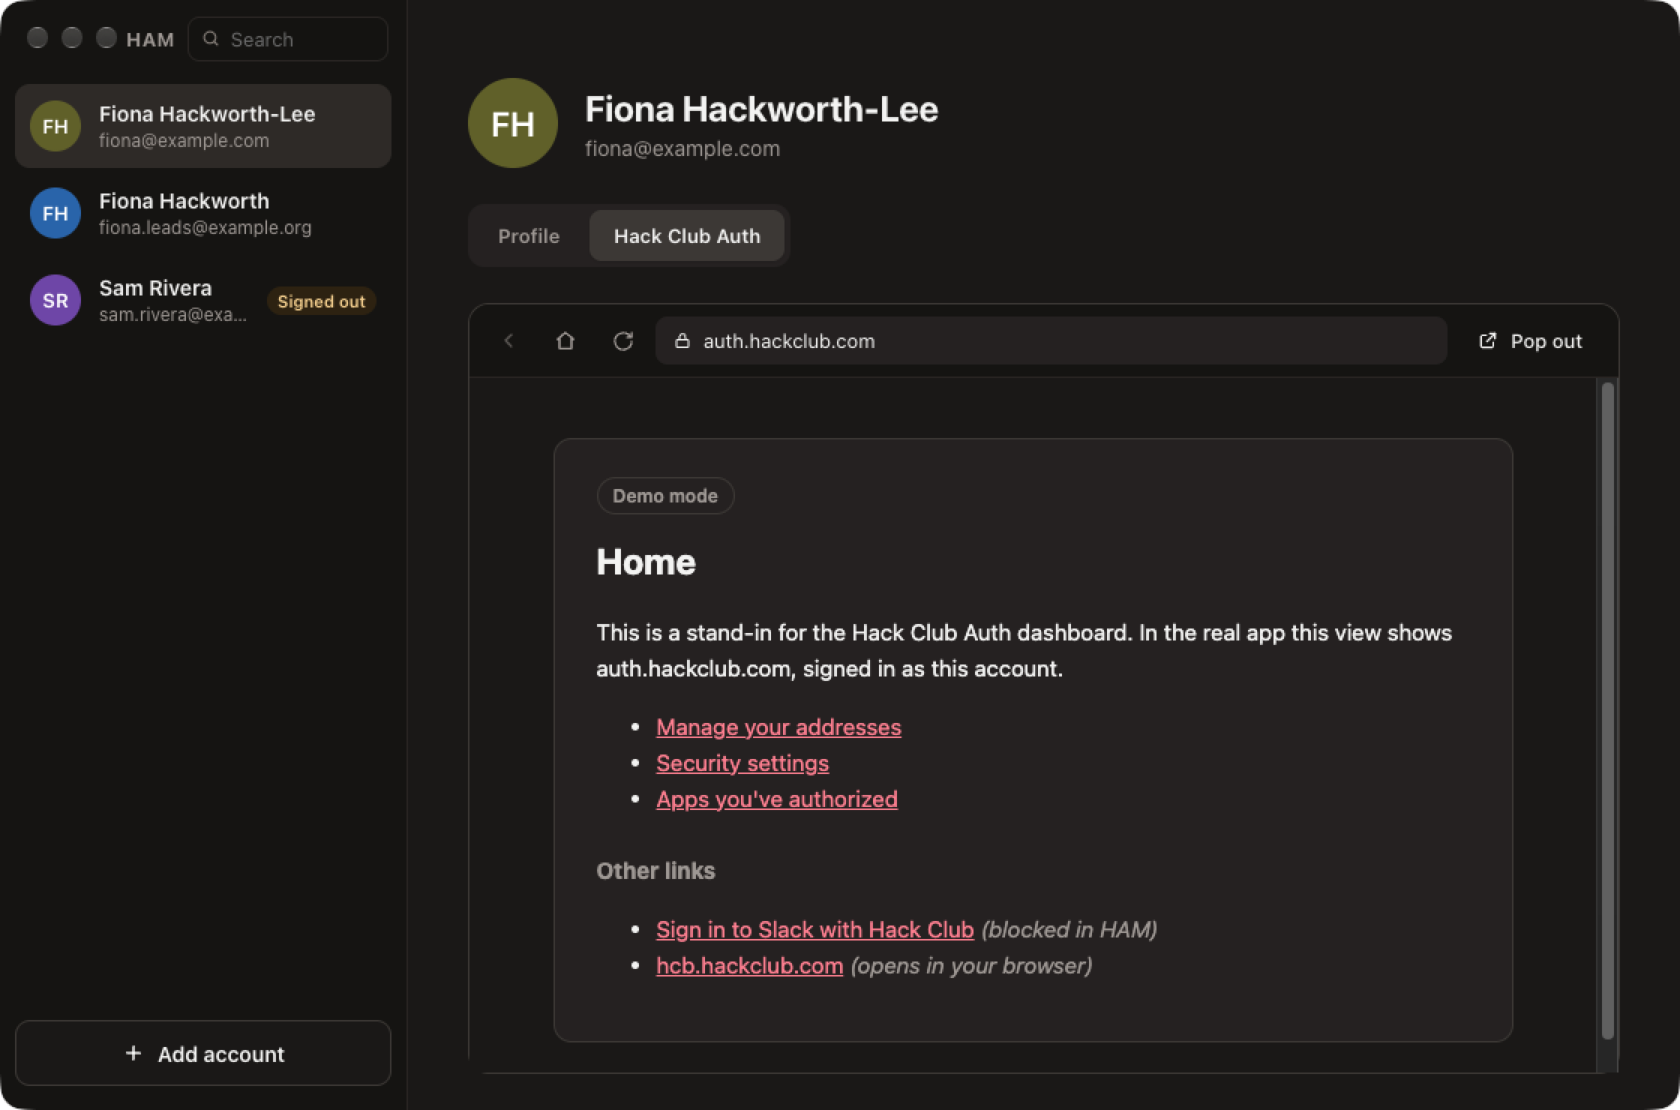 HAM
Search
FH
Fiona Hackworth-Lee
fiona@example.com
FH
Fiona Hackworth
fiona.leads@example.org
SR
Sam Rivera
sam.rivera@exa...
Signed out
+ Add account
FH
Fiona Hackworth-Lee
fiona@example.com
Profile
Hack Club Auth
auth.hackclub.com
Pop out
Demo mode
Home
This is a stand-in for the Hack Club Auth dashboard. In the real app this view shows
auth.hackclub.com, signed in as this account.
• Manage your addresses
• Security settings
• Apps you've authorized
Other links
• Sign in to Slack with Hack Club (blocked in HAM)
• hcb.hackclub.com (opens in your browser)